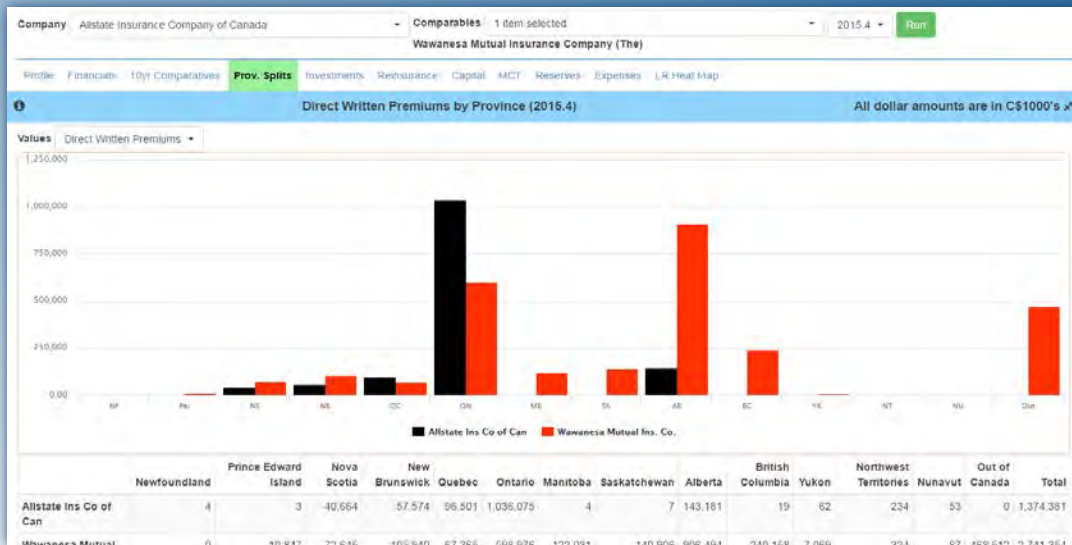 Company Allstate Insurance Company of Canada Comparables 1 item selected 2015.4 Run
Wawanesa Mutual Insurance Company (The)
Profile Financials 10yr Comparatives Prov. Splits Investments Reinsurance Capital MCT Reserves Expenses LR Heat Map
Direct Written Premiums by Province (2015.4) All dollar amounts are in C$1000's
Values Direct Written Premiums
1,250,000
1,000,000
750,000
500,000
250,000
0.00
NF NS QC ON MB SK AB BC YK NT NU Out
Allstate Ins Co of Can Wawanesa Mutual Ins. Co.
Newfoundland Prince Edward Island Nova Scotia New Brunswick Quebec Ontario Manitoba Saskatchewan Alberta British Columbia Yukon Northwest Territories Nunavut Out of Canada Total
Allstate Ins Co of Can 4 3 40,664 57,574 96,501 1,036,075 4 7 143,181 19 62 234 53 0 1,374,381
Wawanesa Mutual